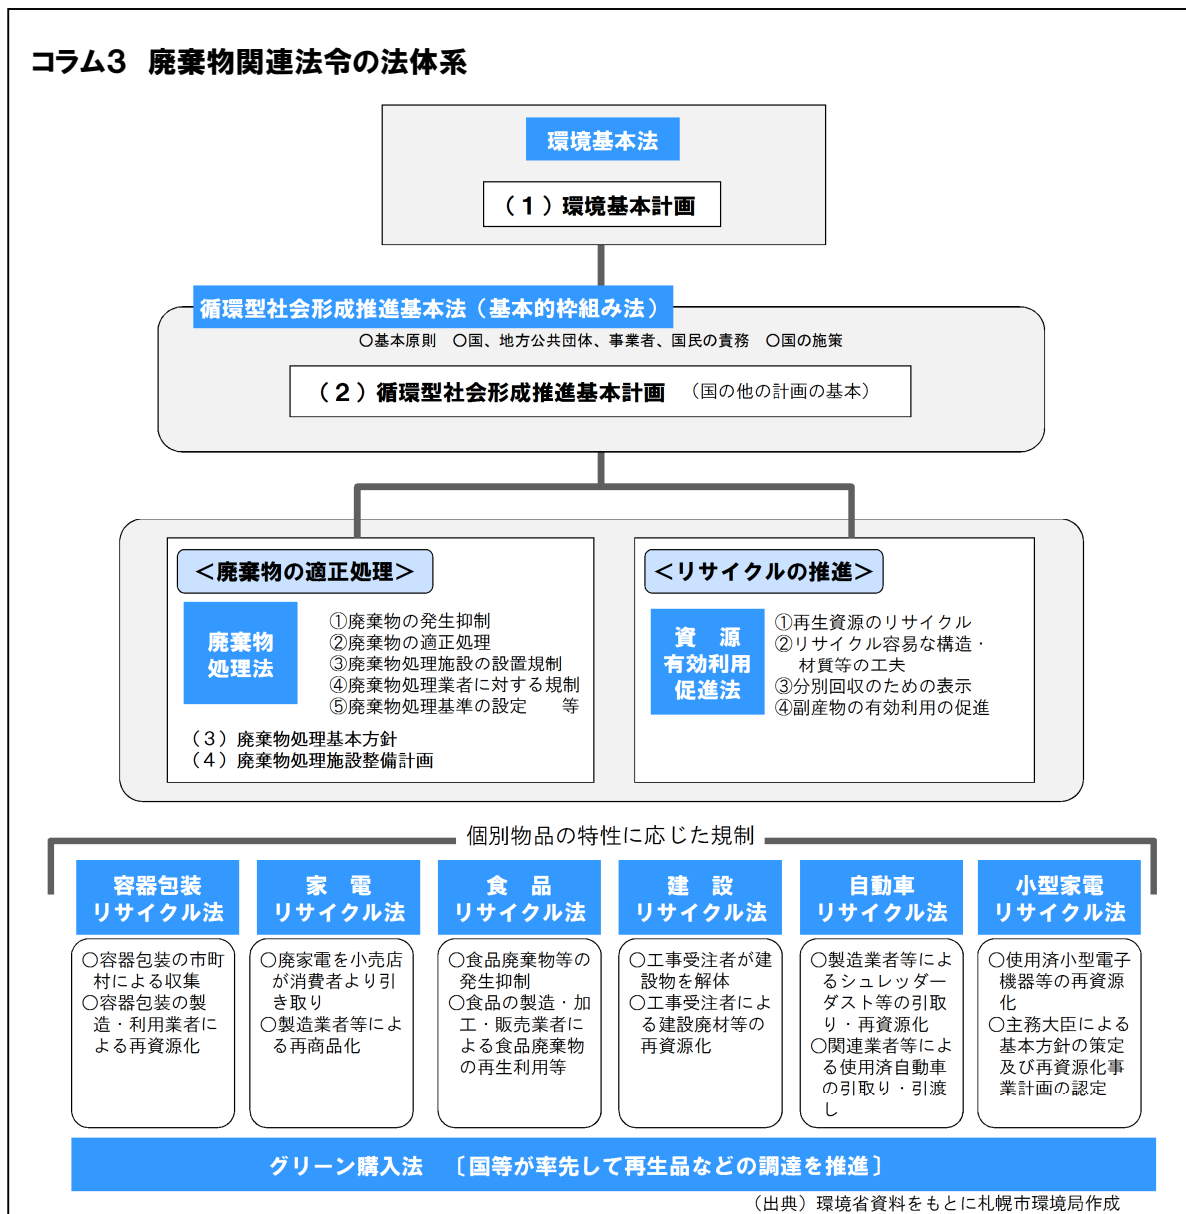 コラム3 廃棄物関連法令の法体系
環境基本法
（1）環境基本計画
循環型社会形成推進基本法（基本的枠組み法）
○基本原則 ○国、地方公共団体、事業者、国民の責務 ○国の施策
（2）循環型社会形成推進基本計画 （国の他の計画の基本）
＜廃棄物の適正処理＞
廃棄物
処理法
①廃棄物の発生抑制
②廃棄物の適正処理
③廃棄物処理施設の設置規制
④廃棄物処理業者に対する規制
⑤廃棄物処理基準の設定 等
（3）廃棄物処理基本方針
（4）廃棄物処理施設整備計画
＜リサイクルの推進＞
資 源
有効利用
促進法
①再生資源のリサイクル
②リサイクル容易な構造・
材質等の工夫
③分別回収のための表示
④副産物の有効利用の促進
個別物品の特性に応じた規制
容器包装
リサイクル法
○容器包装の市町
村による収集
○容器包装の製
造・利用業者に
よる再資源化
家 電
リサイクル法
○廃家電を小売店
が消費者より引
き取り
○製造業者等によ
る再商品化
食 品
リサイクル法
○食品廃棄物等の
発生抑制
○食品の製造・加
工・販売業者に
よる食品廃棄物
の再生利用等
建 設
リサイクル法
○工事受注者が建
設物を解体
○工事受注者によ
る建設廃材等の
再資源化
自動車
リサイクル法
○製造業者等によ
るシュレッダー
ダスト等の引取
り・再資源化
○関連業者等によ
る使用済自動車
の引取り・引渡
し
小型家電
リサイクル法
○使用済小型電子
機器等の再資源
化
○主務大臣による
基本方針の策定
及び再資源化事
業計画の認定
グリーン購入法 〔国等が率先して再生品などの調達を推進〕
（出典）環境省資料をもとに札幌市環境局作成